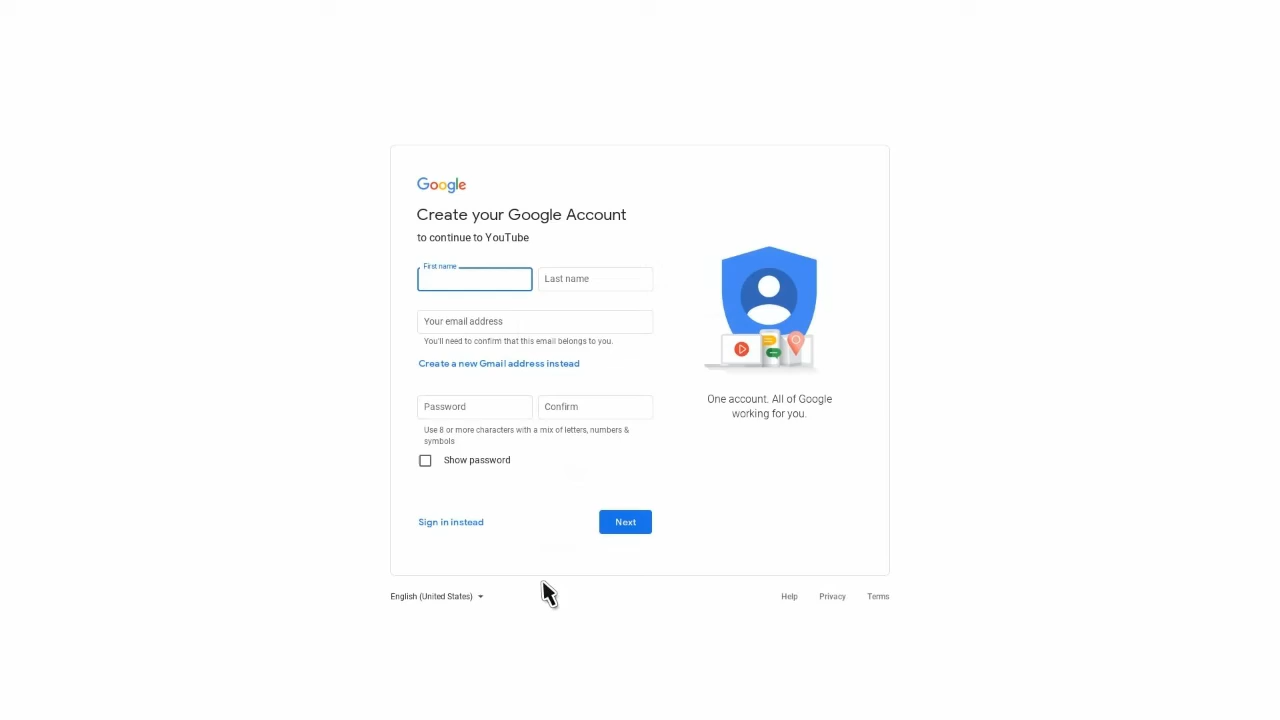 Google
Create your Google Account
to continue to YouTube
First name
Last name
Your email address
You'll need to confirm that this email belongs to you.
Create a new Gmail address instead
Password
Confirm
Use 8 or more characters with a mix of letters, numbers &
symbols
Show password
Sign in instead
Next
One account. All of Google
working for you.
English (United States)
Help
Privacy
Terms